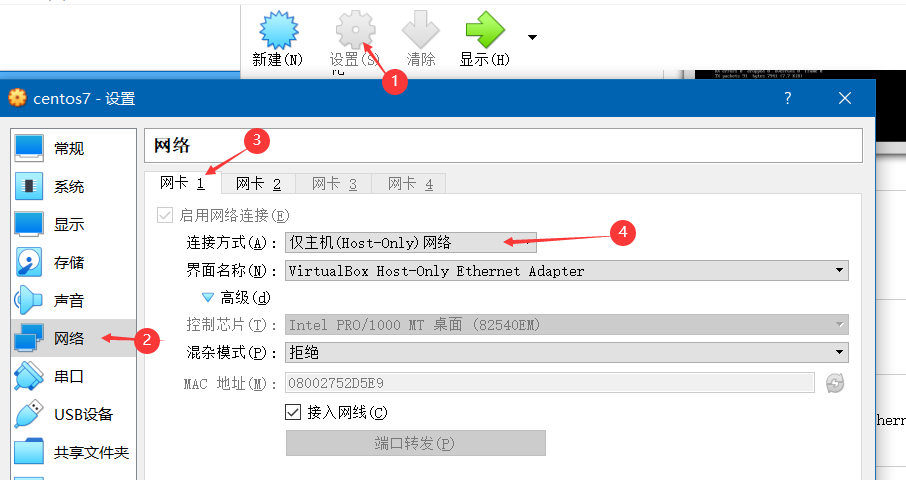 新建(N) 设置(S) 清除 显示(H)
1
centos7 - 设置 ?
常规
系统
显示
存储
声音
网络
串口
USB设备
共享文件夹
2
网络
3
网卡 1 网卡 2 网卡 3 网卡 4
启用网络连接(E)
连接方式(A): 仅主机(Host-Only)网络
4
界面名称(N): VirtualBox Host-Only Ethernet Adapter
高级(d)
控制芯片(T): Intel PRO/1000 MT 桌面 (82540EM)
混杂模式(P): 拒绝
MAC 地址(M): 08002752D5E9
接入网线(C)
端口转发(P)
hern